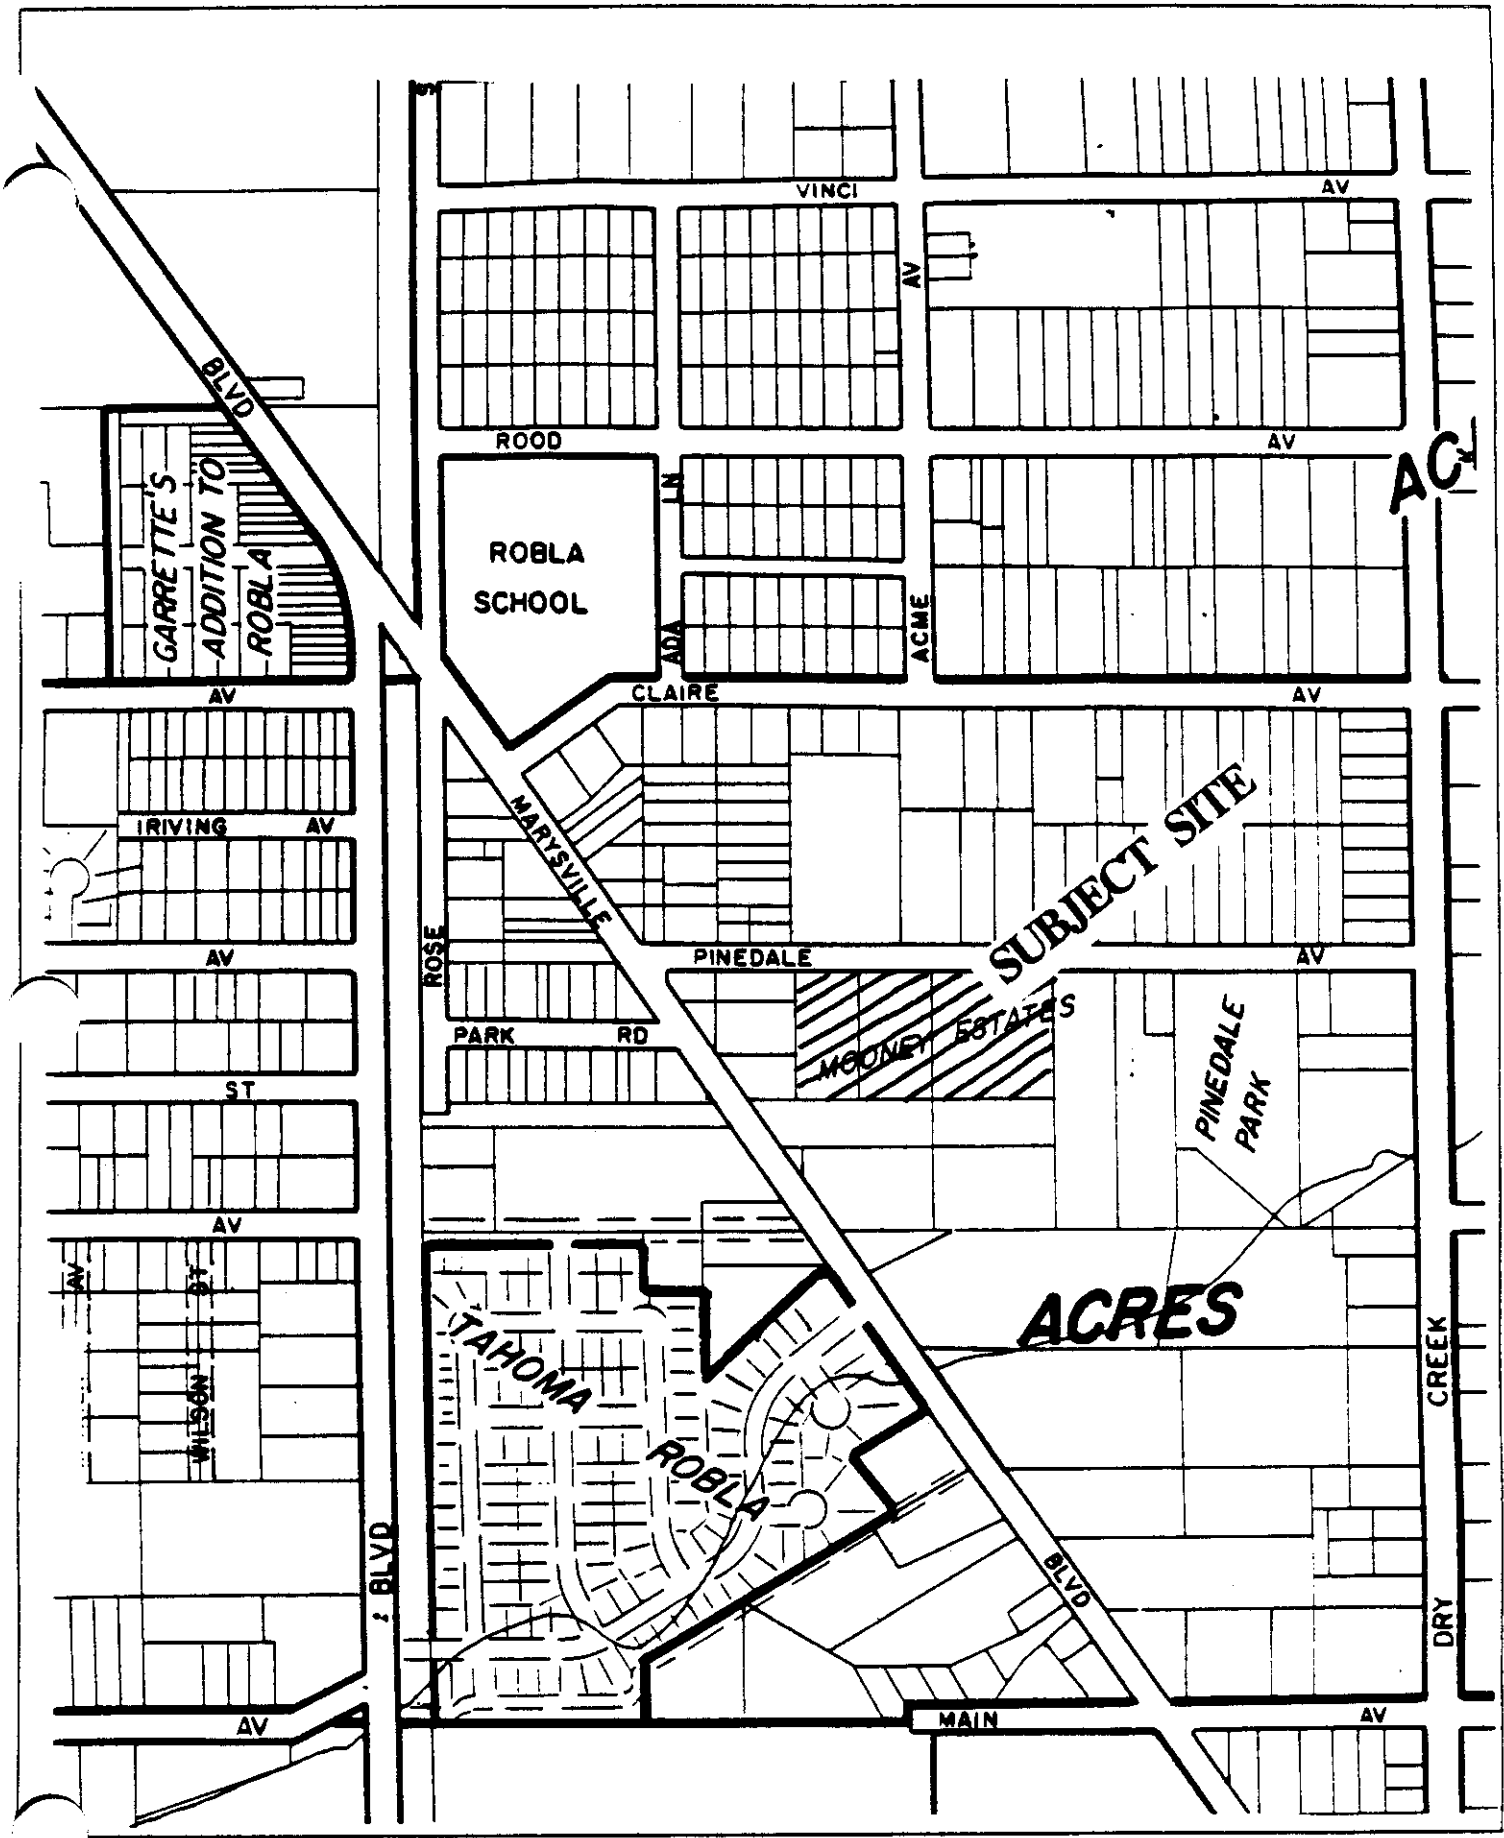 VINCI
AV
AV
BLVD
ROOD
AV
AC
GARRETTE'S
ADDITION TO
ROBLA
LN
ROBLA
SCHOOL
ADA
ACME
AV
CLAIRE
AV
IRIVING
AV
MARYSVILLE
SUBJECT SITE
ROSE
AV
PINEDALE
AV
MOONEY ESTATES
PARK
RD
PINEDALE
PARK
ST
AV
AV
ST
WILSON
TAHOMA
ROBLA
ACRES
CREEK
BLVD
BLVD
DRY
AV
MAIN
AV